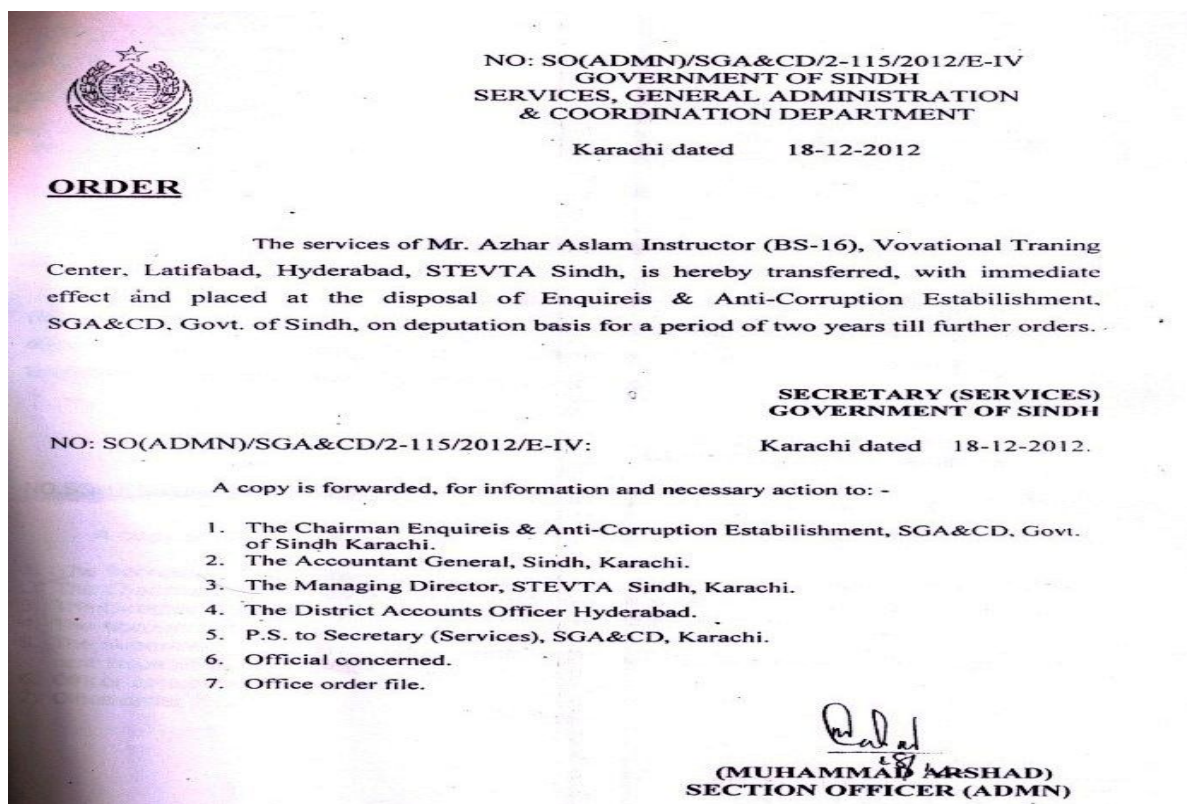 NO: SO(ADMN)/SGA&CD/2-115/2012/E-IV
GOVERNMENT OF SINDH
SERVICES, GENERAL ADMINISTRATION
& COORDINATION DEPARTMENT
Karachi dated 18-12-2012
ORDER
The services of Mr. Azhar Aslam Instructor (BS-16), Vovational Traning
Center, Latifabad, Hyderabad, STEVTA Sindh, is hereby transferred, with immediate
effect and placed at the disposal of Enquireis & Anti-Corruption Estabilishment,
SGA&CD. Govt. of Sindh, on deputation basis for a period of two years till further orders.
SECRETARY (SERVICES)
GOVERNMENT OF SINDH
NO: SO(ADMN)/SGA&CD/2-115/2012/E-IV: Karachi dated 18-12-2012.
A copy is forwarded, for information and necessary action to: -
1. The Chairman Enquireis & Anti-Corruption Estabilishment, SGA&CD, Govt.
of Sindh Karachi.
2. The Accountant General, Sindh, Karachi.
3. The Managing Director, STEVTA Sindh, Karachi.
4. The District Accounts Officer Hyderabad.
5. P.S. to Secretary (Services), SGA&CD, Karachi.
6. Official concerned.
7. Office order file.
(MUHAMMAD ARSHAD)
SECTION OFFICER (ADMN)